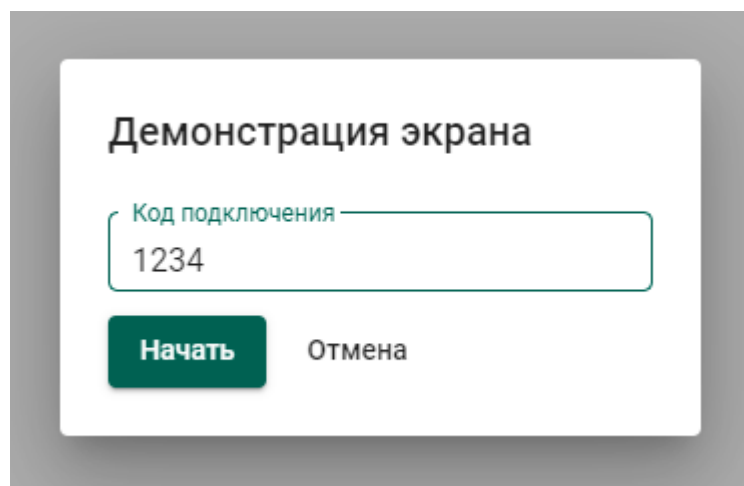 Демонстрация экрана
Код подключения
1234
Начать Отмена